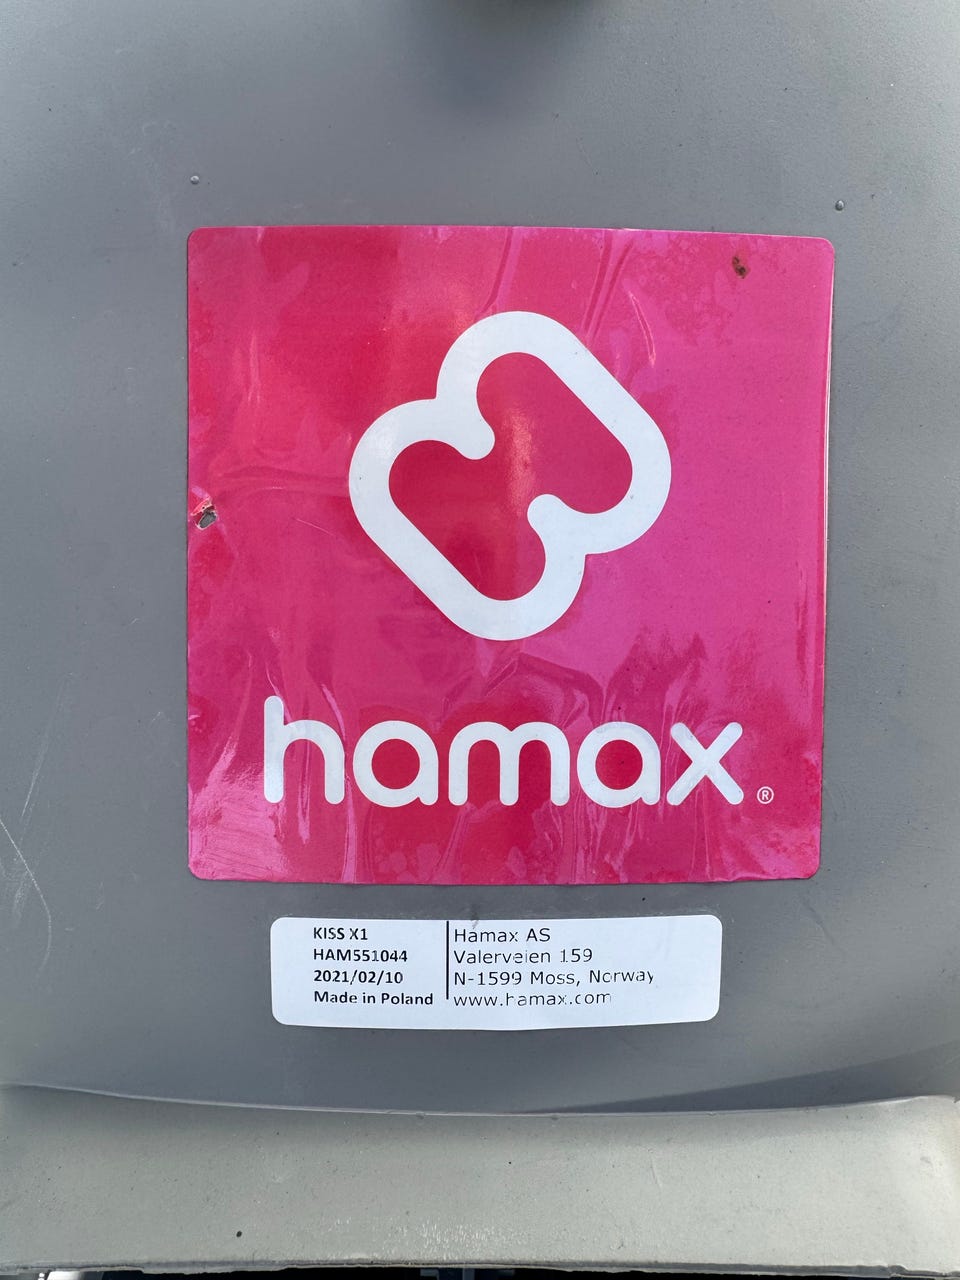 hamax®
KISS X1
HAM551044
2021/02/10
Made in Poland
Hamax AS
Valerveien 159
N-1599 Moss, Norway
www.hamax.com